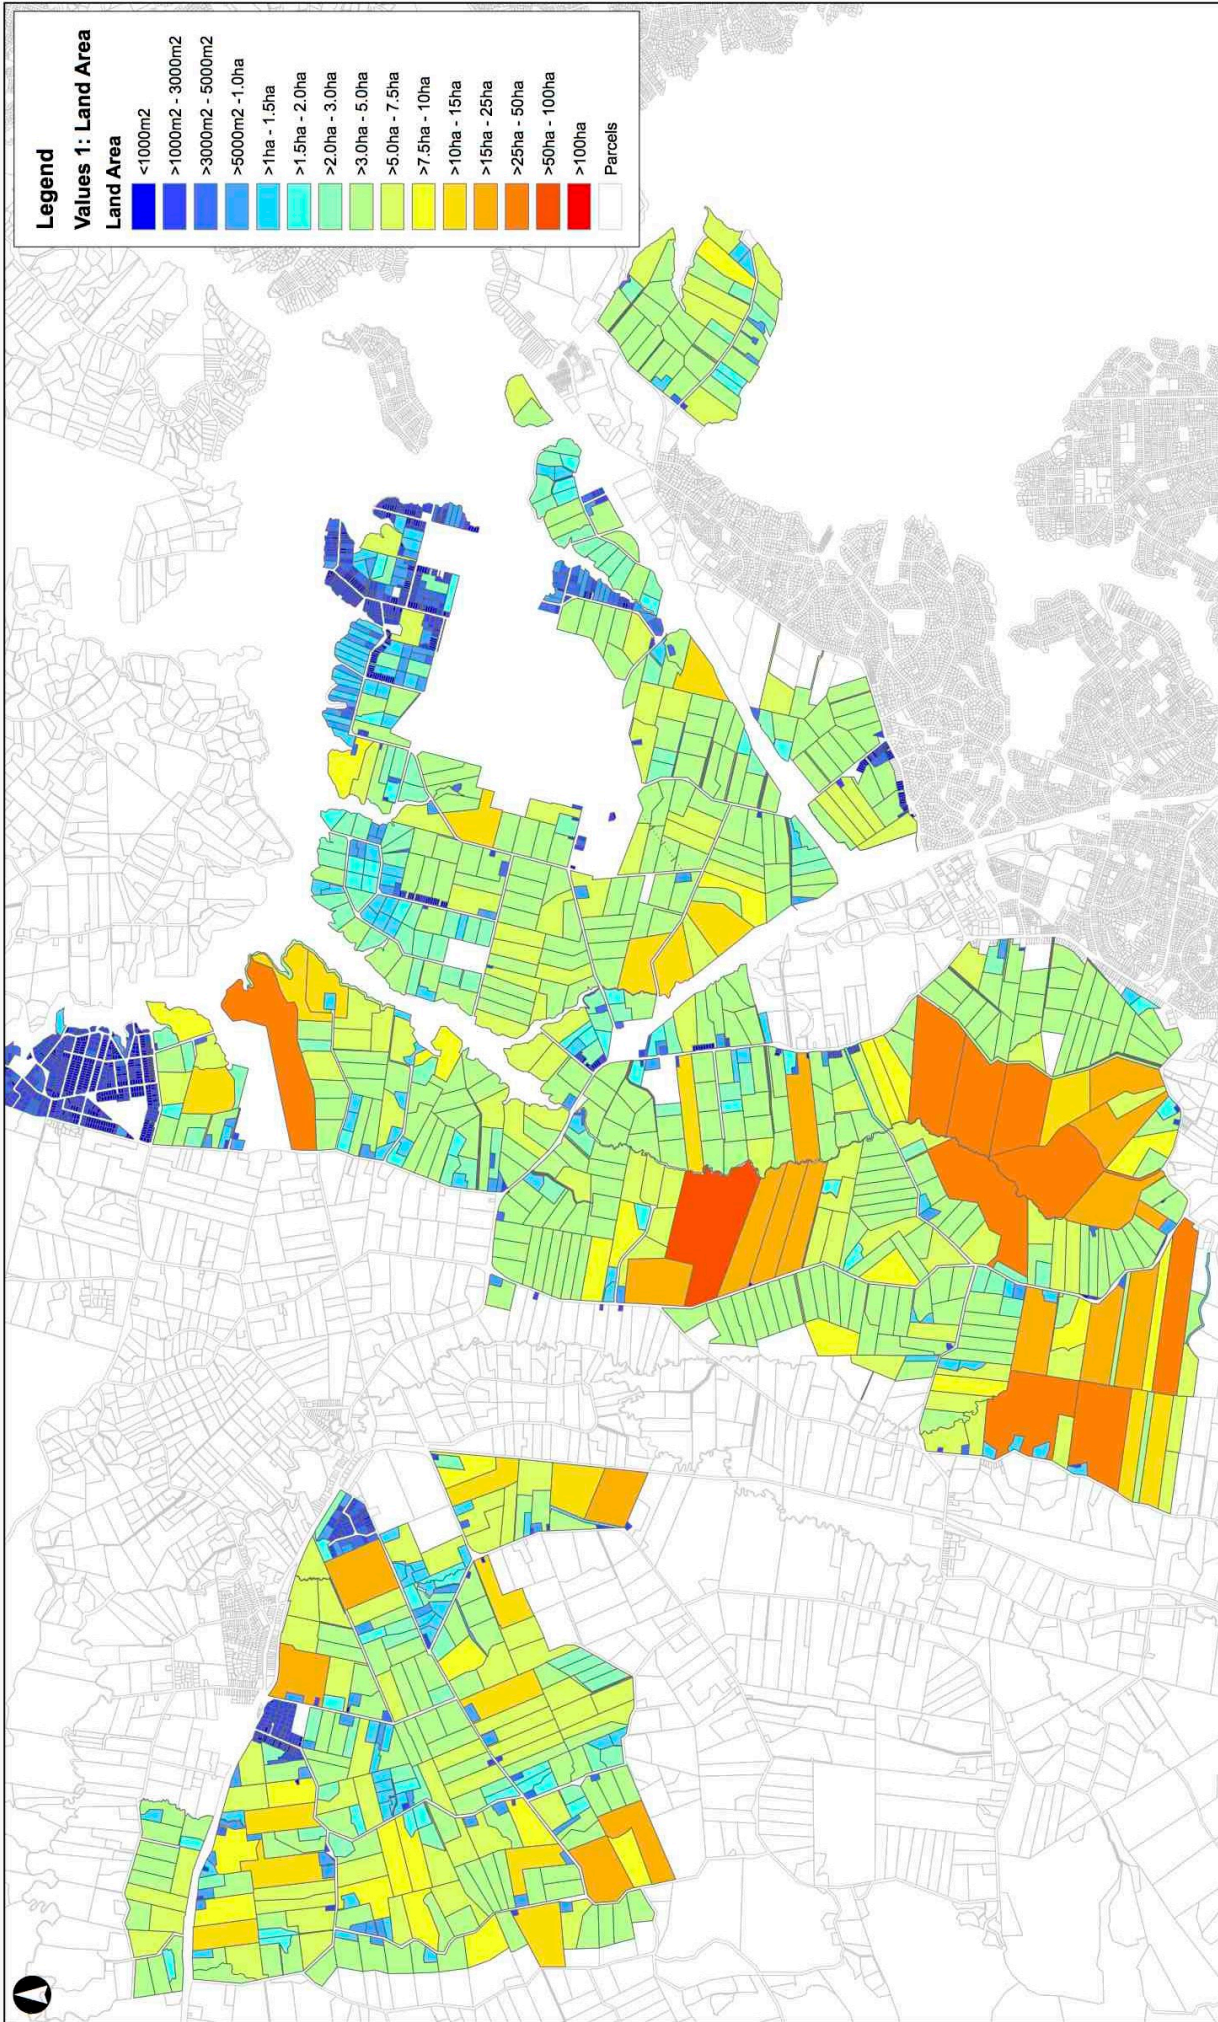 Legend
Values 1: Land Area
Land Area
<1000m2
>1000m2 - 3000m2
>3000m2 - 5000m2
>5000m2 -1.0ha
>1ha - 1.5ha
>1.5ha - 2.0ha
>2.0ha - 3.0ha
>3.0ha - 5.0ha
>5.0ha - 7.5ha
>7.5ha - 10ha
>10ha - 15ha
>15ha - 25ha
>25ha - 50ha
>50ha - 100ha
>100ha
Parcels